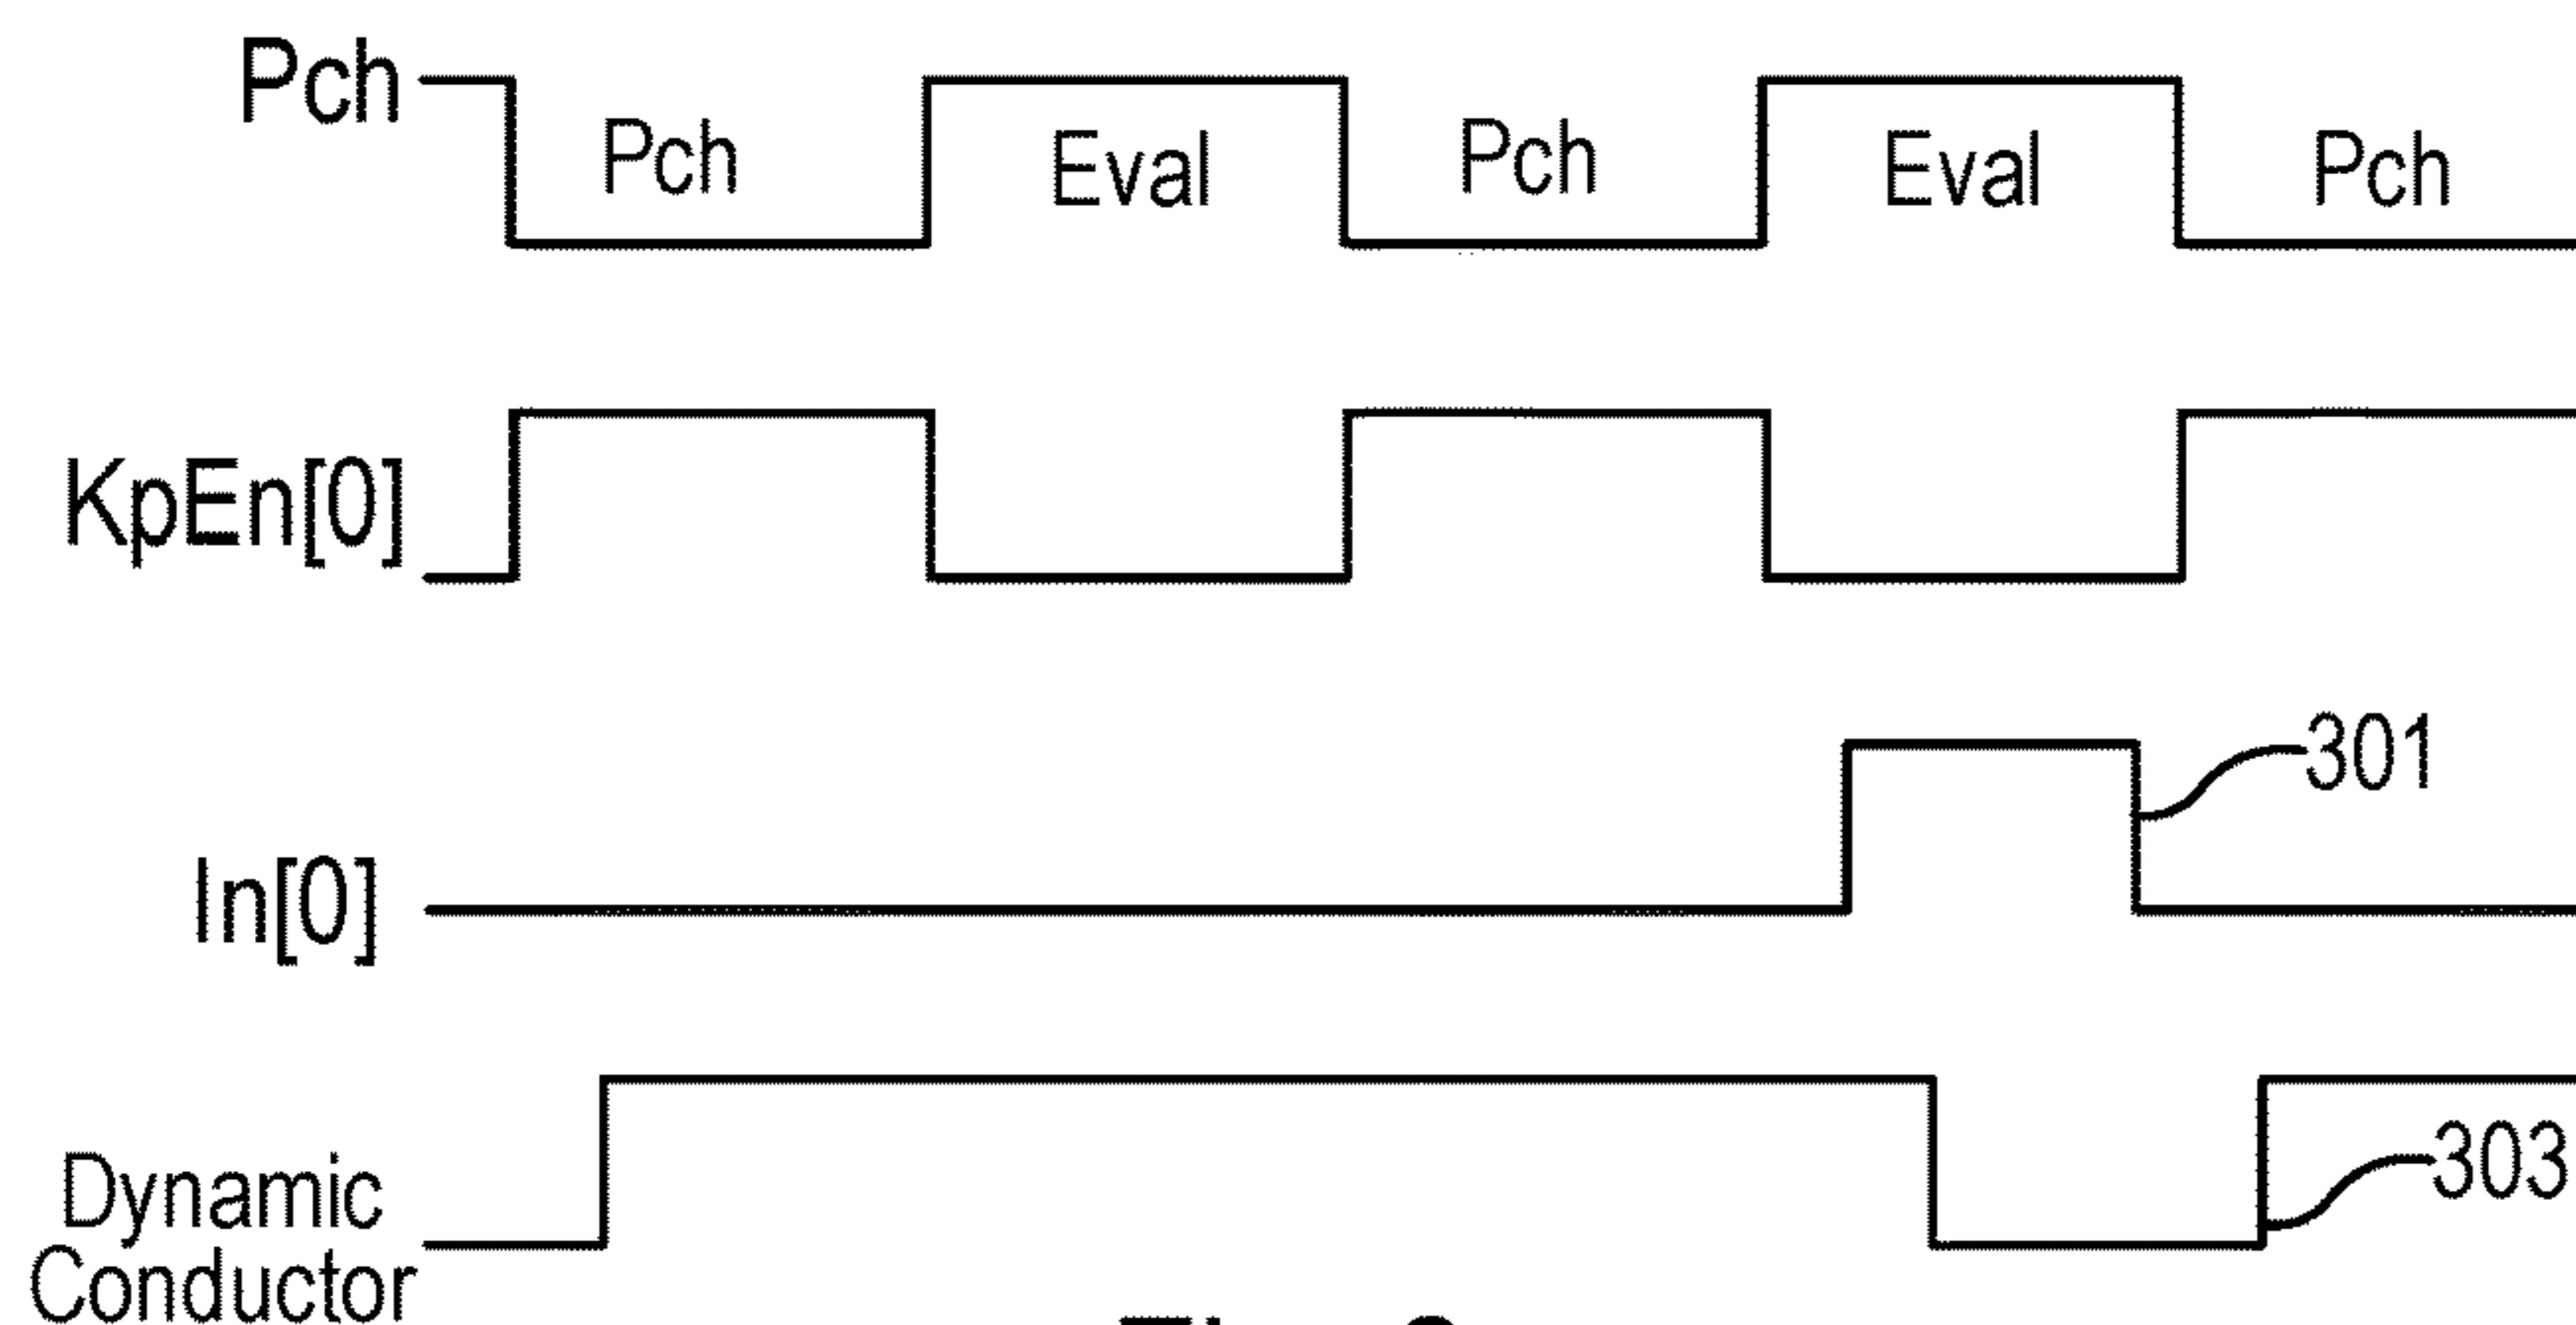 Pch
Pch Eval Pch Eval Pch
KpEn[0]
301
In[0]
303
Dynamic
Conductor